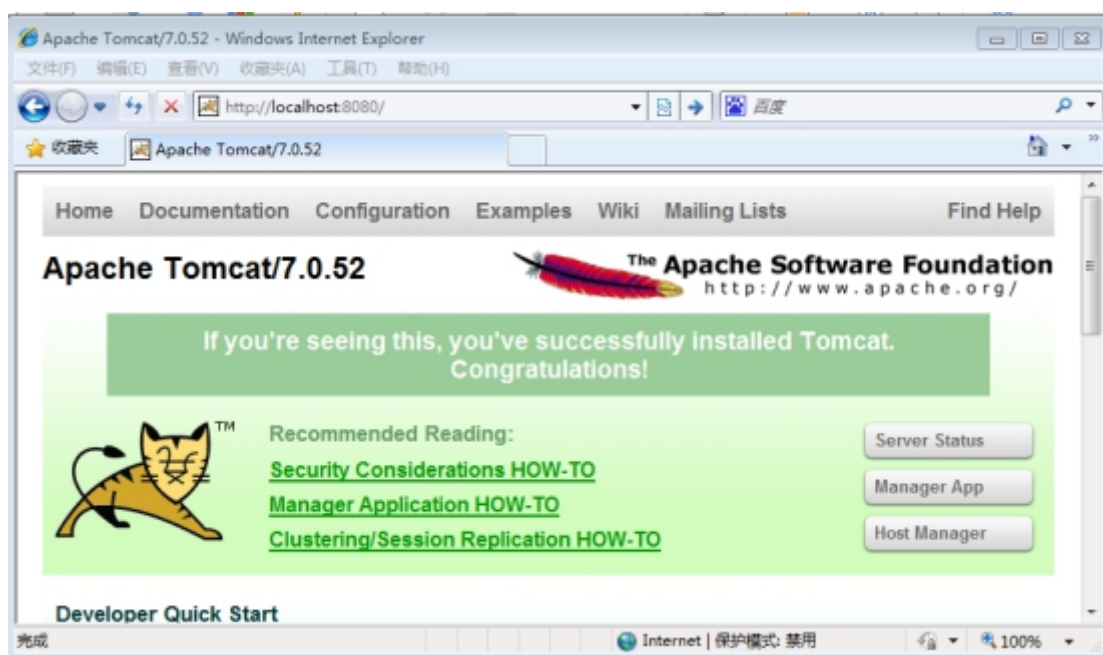 Apache Tomcat/7.0.52 - Windows Internet Explorer
文件(F) 编辑(E) 查看(V) 收藏夹(A) 工具(T) 帮助(H)
http://localhost:8080/ 百度
收藏夹 Apache Tomcat/7.0.52
Home Documentation Configuration Examples Wiki Mailing Lists Find Help
Apache Tomcat/7.0.52
The Apache Software Foundation
http://www.apache.org/
If you're seeing this, you've successfully installed Tomcat.
Congratulations!
TM
Recommended Reading:
Security Considerations HOW-TO
Manager Application HOW-TO
Clustering/Session Replication HOW-TO
Server Status
Manager App
Host Manager
Developer Quick Start
完成 Internet | 保护模式: 禁用 100%